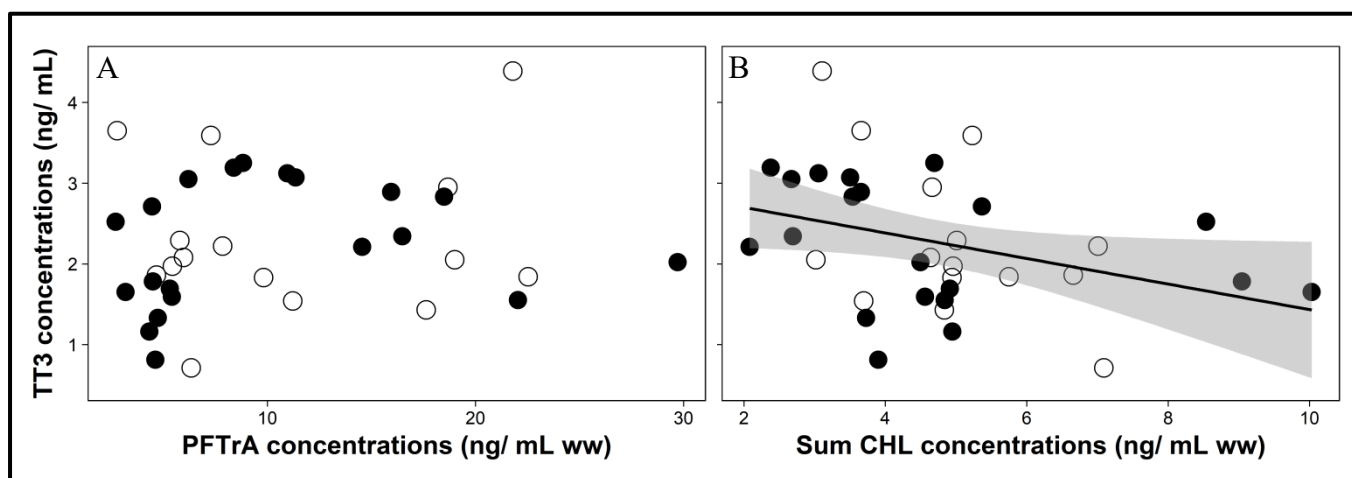 A
B
TT3 concentrations (ng/ mL)
4
3
2
1
10
20
30
2
4
6
8
10
PFTrA concentrations (ng/ mL ww)
Sum CHL concentrations (ng/ mL ww)